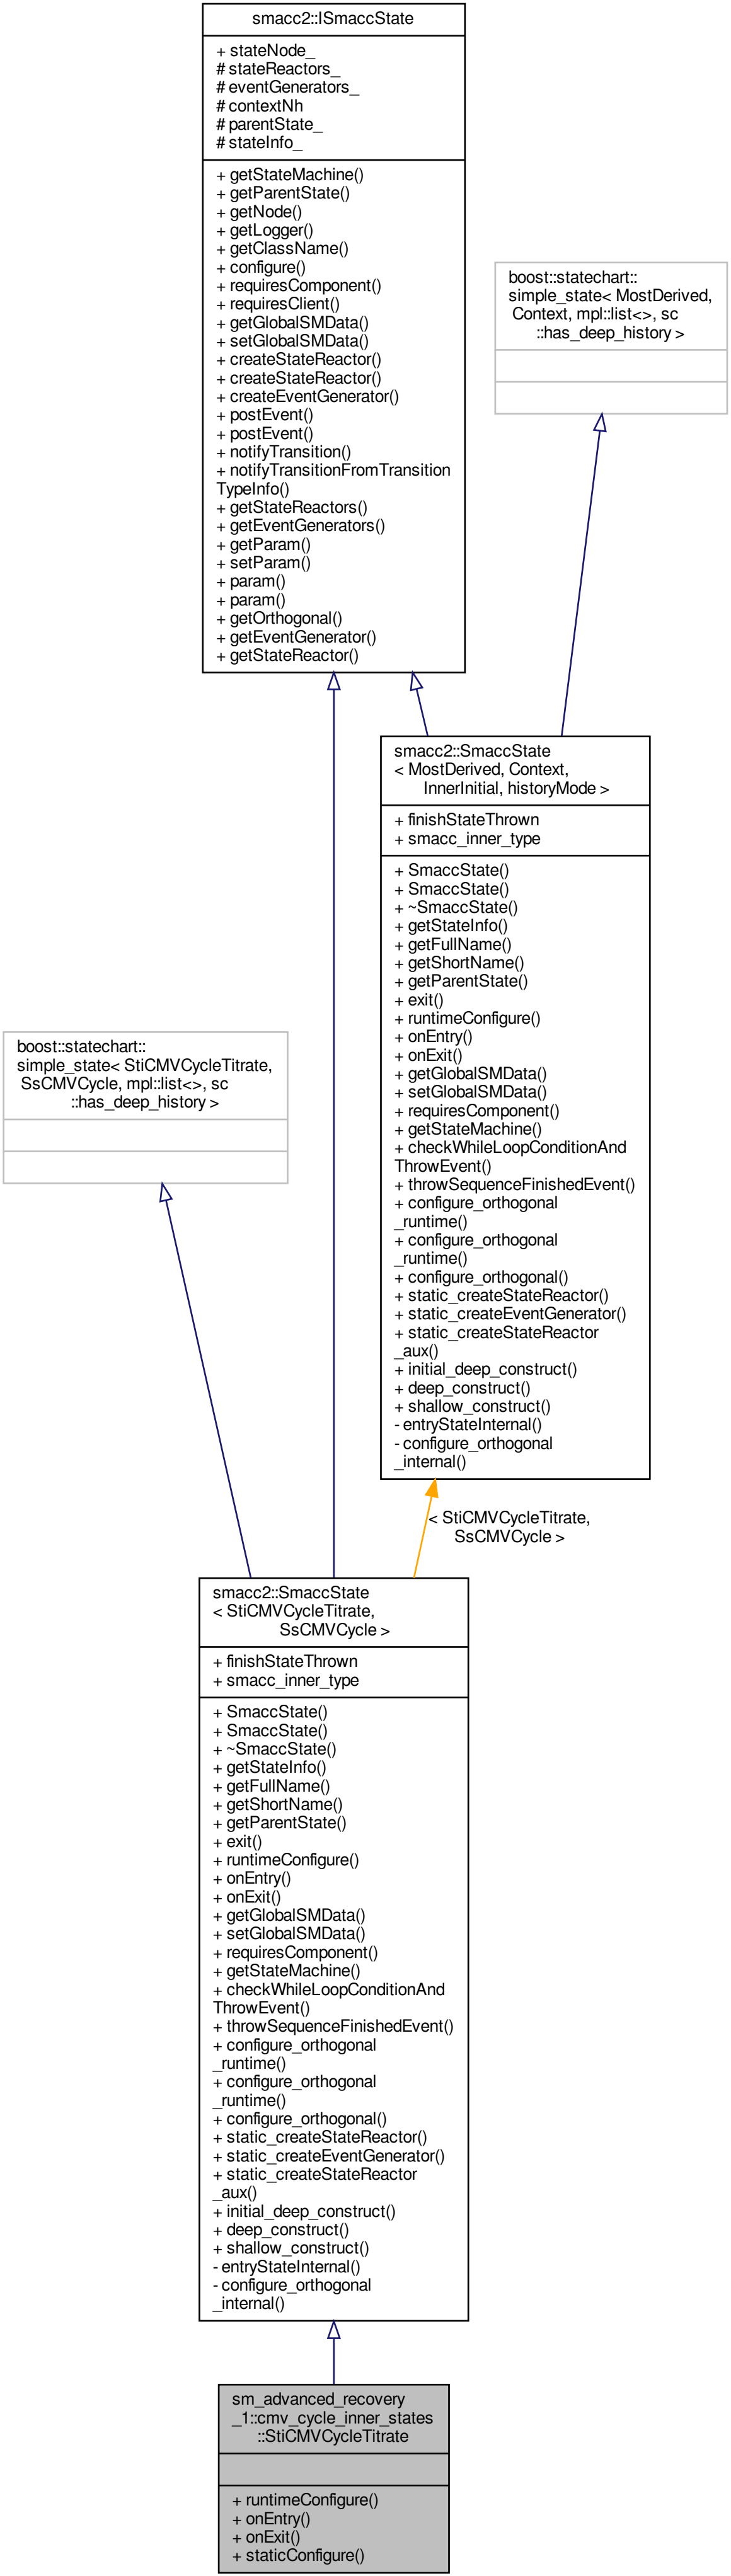 smacc2::ISmaccState
+ stateNode_
# stateReactors_
# eventGenerators_
# contextNh
# parentState_
# stateInfo_
+ getStateMachine()
+ getParentState()
+ getNode()
+ getLogger()
+ getClassName()
+ configure()
+ requiresComponent()
+ requiresClient()
+ getGlobalSMData()
+ setGlobalSMData()
+ createStateReactor()
+ createStateReactor()
+ createEventGenerator()
+ postEvent()
+ postEvent()
+ notifyTransition()
+ notifyTransitionFromTransition
TypeInfo()
+ getStateReactors()
+ getEventGenerators()
+ getParam()
+ setParam()
+ param()
+ param()
+ getOrthogonal()
+ getEventGenerator()
+ getStateReactor()
boost::statechart::
simple_state< MostDerived,
Context, mpl::list<>, sc
::has_deep_history >
smacc2::SmaccState
< MostDerived, Context,
InnerInitial, historyMode >
+ finishStateThrown
+ smacc_inner_type
+ SmaccState()
+ SmaccState()
+ ~SmaccState()
+ getStateInfo()
+ getFullName()
+ getShortName()
+ getParentState()
+ exit()
+ runtimeConfigure()
+ onEntry()
+ onExit()
+ getGlobalSMData()
+ setGlobalSMData()
+ requiresComponent()
+ getStateMachine()
+ checkWhileLoopConditionAnd
ThrowEvent()
+ throwSequenceFinishedEvent()
+ configure_orthogonal
_runtime()
+ configure_orthogonal
_runtime()
+ configure_orthogonal()
+ static_createStateReactor()
+ static_createEventGenerator()
+ static_createStateReactor
_aux()
+ initial_deep_construct()
+ deep_construct()
+ shallow_construct()
- entryStateInternal()
- configure_orthogonal
_internal()
boost::statechart::
simple_state< StiCMVCycleTitrate,
SsCMVCycle, mpl::list<>, sc
::has_deep_history >
< StiCMVCycleTitrate,
SsCMVCycle >
smacc2::SmaccState
< StiCMVCycleTitrate,
SsCMVCycle >
+ finishStateThrown
+ smacc_inner_type
+ SmaccState()
+ SmaccState()
+ ~SmaccState()
+ getStateInfo()
+ getFullName()
+ getShortName()
+ getParentState()
+ exit()
+ runtimeConfigure()
+ onEntry()
+ onExit()
+ getGlobalSMData()
+ setGlobalSMData()
+ requiresComponent()
+ getStateMachine()
+ checkWhileLoopConditionAnd
ThrowEvent()
+ throwSequenceFinishedEvent()
+ configure_orthogonal
_runtime()
+ configure_orthogonal
_runtime()
+ configure_orthogonal()
+ static_createStateReactor()
+ static_createEventGenerator()
+ static_createStateReactor
_aux()
+ initial_deep_construct()
+ deep_construct()
+ shallow_construct()
- entryStateInternal()
- configure_orthogonal
_internal()
sm_advanced_recovery
_1::cmv_cycle_inner_states
::StiCMVCycleTitrate
+ runtimeConfigure()
+ onEntry()
+ onExit()
+ staticConfigure()